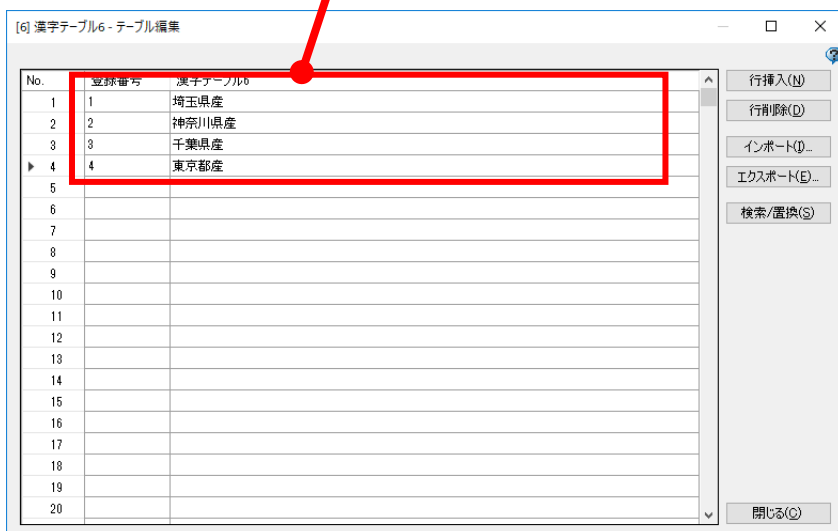 [6] 漢字テーブル6 - テーブル編集
No. 登録番号 漢字テーブル6
1 1 埼玉県産
2 2 神奈川県産
3 3 千葉県産
4 4 東京都産
5
6
7
8
9
10
11
12
13
14
15
16
17
18
19
20
行挿入(N)
行削除(D)
インポート(I)...
エクスポート(E)...
検索/置換(S)
閉じる(C)